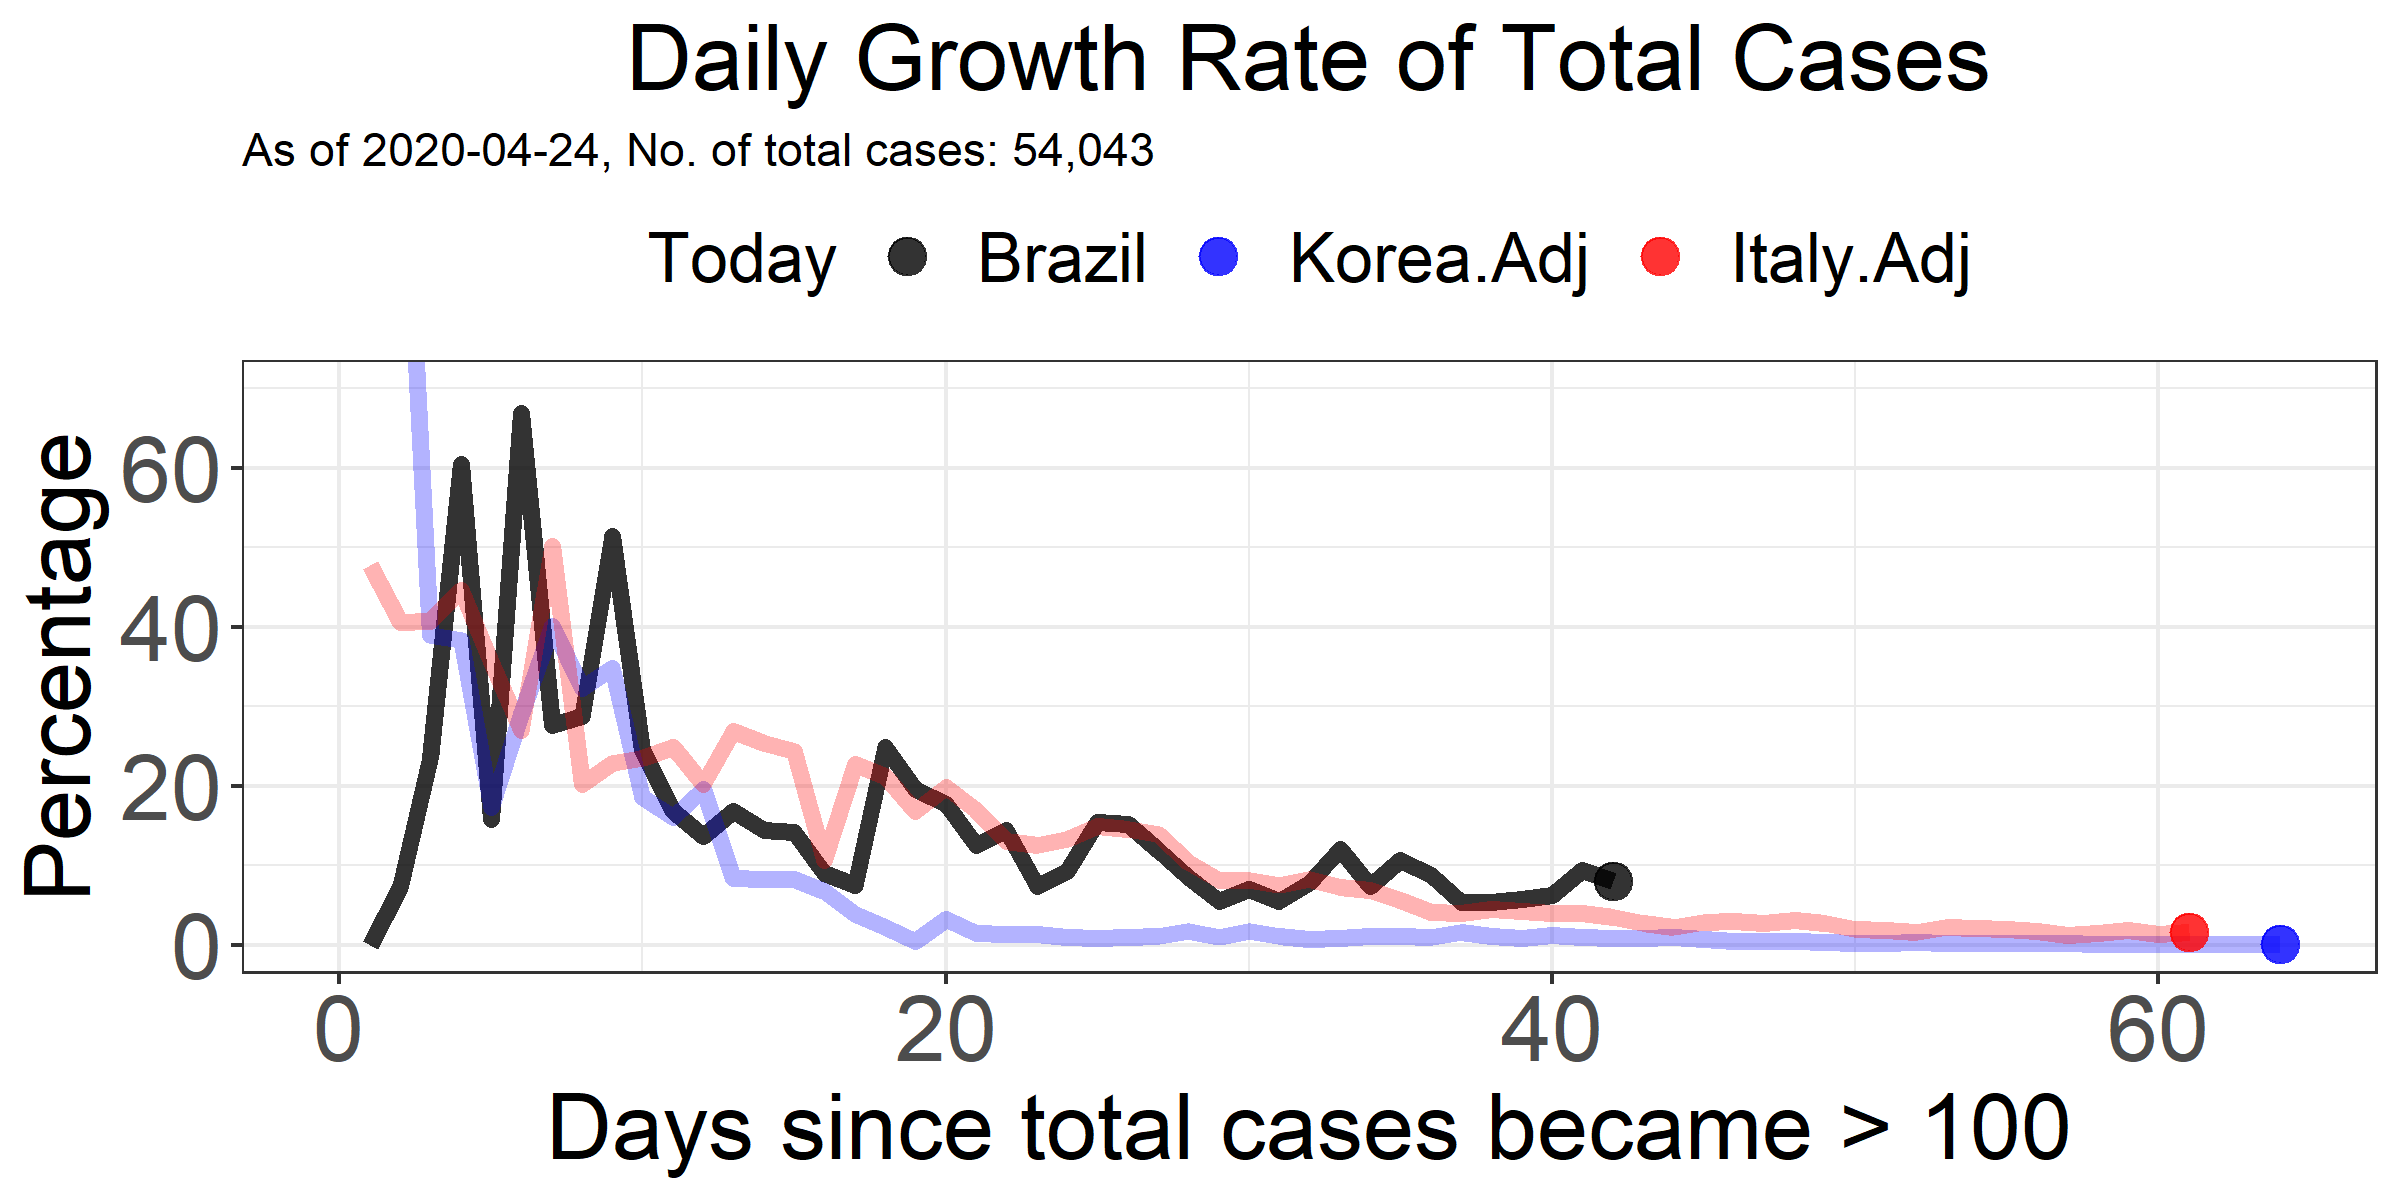 Daily Growth Rate of Total Cases
As of 2020-04-24, No. of total cases: 54,043
Today Brazil Korea.Adj Italy.Adj
Percentage
60
40
20
0
0 20 40 60
Days since total cases became > 100